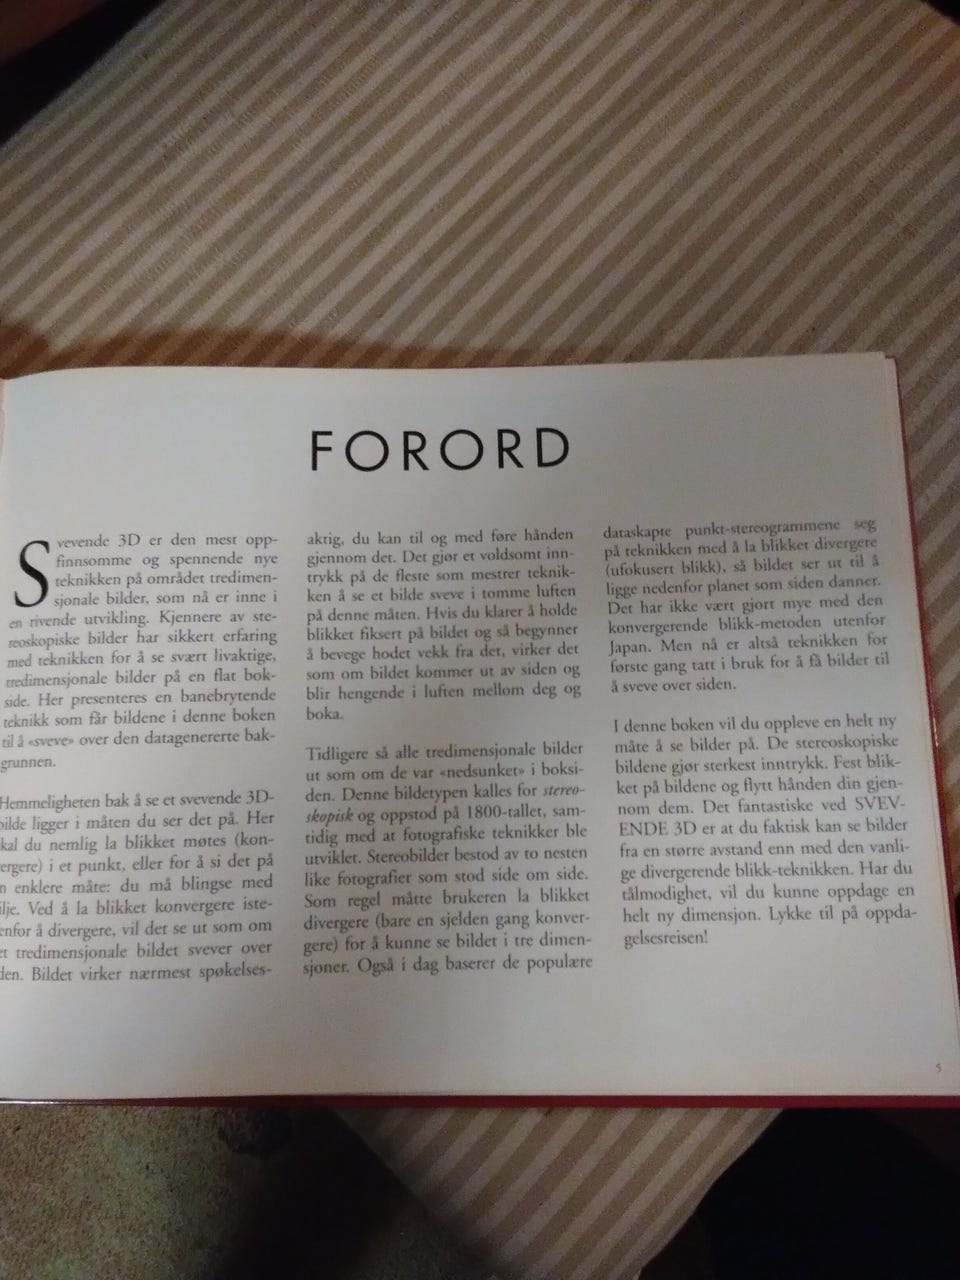 FORORD
Svevende 3D er den mest opp-
finnsomme og spennende nye
teknikken på området tredimen-
sjonale bilder, som nå er inne i
en rivende utvikling. Kjennere av ste-
reoskopiske bilder har sikkert erfaring
med teknikken for å se svært livaktige,
tredimensjonale bilder på en flat bok-
side. Her presenteres en banebrytende
teknikk som får bildene i denne boken
til å «sveve» over den datagenererte bak-
grunnen.
Hemmeligheten bak å se et svevende 3D-
bilde ligger i måten du ser det på. Her
kal du nemlig la blikket møtes (kon-
ergere) i et punkt, eller for å si det på
n enklere måte: du må blingse med
ilje. Ved å la blikket konvergere iste-
enfor å divergere, vil det se ut som om
et tredimensjonale bildet svever over
den. Bildet virker nærmest spøkelses-
aktig, du kan til og med føre hånden
gjennom det. Det gjør et voldsomt inn-
trykk på de fleste som mestrer teknik-
ken å se et bilde sveve i tomme luften
på denne måten. Hvis du klarer å holde
blikket fiksert på bildet og så begynner
å bevege hodet vekk fra det, virker det
som om bildet kommer ut av siden og
blir hengende i luften mellom deg og
boka.
Tidligere så alle tredimensjonale bilder
ut som om de var «nedsunket» i boksi-
den. Denne bildetypen kalles for stereo-
skopisk og oppstod på 1800-tallet, sam-
tidig med at fotografiske teknikker ble
utviklet. Stereobilder bestod av to nesten
like fotografier som stod side om side.
Som regel måtte brukeren la blikket
divergere (bare en sjelden gang konver-
gere) for å kunne se bildet i tre dimen-
sjoner. Også i dag baserer de populære
dataskapte punkt-stereogrammene seg
på teknikken med å la blikket divergere
(ufokusert blikk), så bildet ser ut til å
ligge nedenfor planet som siden danner.
Det har ikke vært gjort mye med den
konvergerende blikk-metoden utenfor
Japan. Men nå er altså teknikken for
første gang tatt i bruk for å få bilder til
å sveve over siden.
I denne boken vil du oppleve en helt ny
måte å se bilder på. De stereoskopiske
bildene gjør sterkest inntrykk. Fest blik-
ket på bildene og flytt hånden din gjen-
nom dem. Det fantastiske ved SVEV-
ENDE 3D er at du faktisk kan se bilder
fra en større avstand enn med den vanli-
ge divergerende blikk-teknikken. Har du
tålmodighet, vil du kunne oppdage en
helt ny dimensjon. Lykke til på oppda-
gelsesreisen!
5